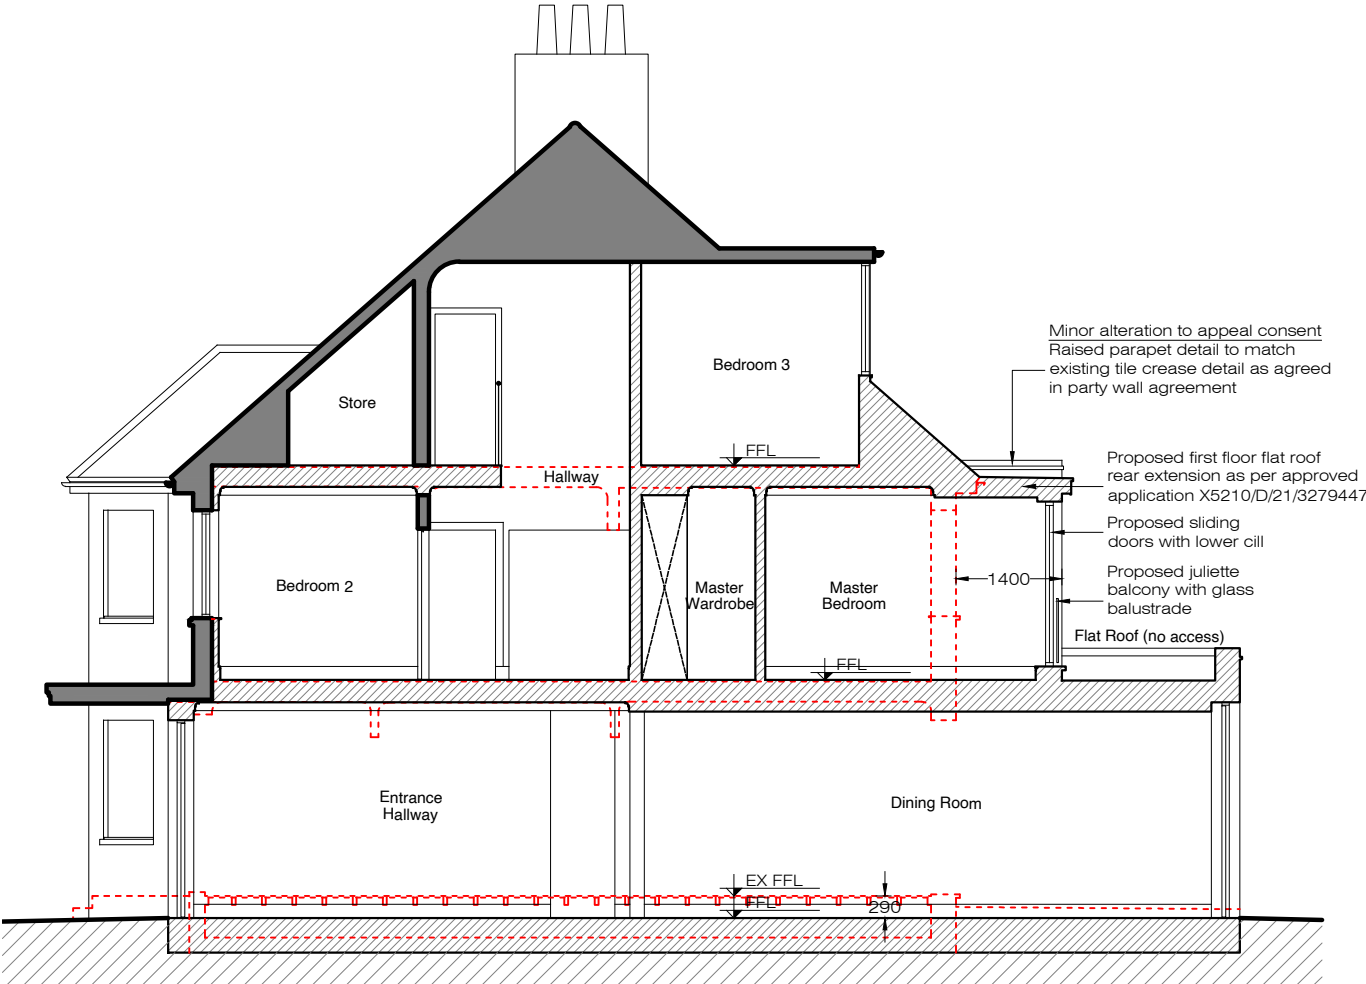 Minor alteration to appeal consent
Raised parapet detail to match
existing tile crease detail as agreed
in party wall agreement
Bedroom 3
Store
FFL
Hallway
Proposed first floor flat roof
rear extension as per approved
application X5210/D/21/3279447
Proposed sliding
doors with lower cill
Proposed juliette
balcony with glass
balustrade
1400
Bedroom 2
Master
Wardrobe
Master
Bedroom
Flat Roof (no access)
FFL
Entrance
Hallway
Dining Room
EX FFL
FFL
290